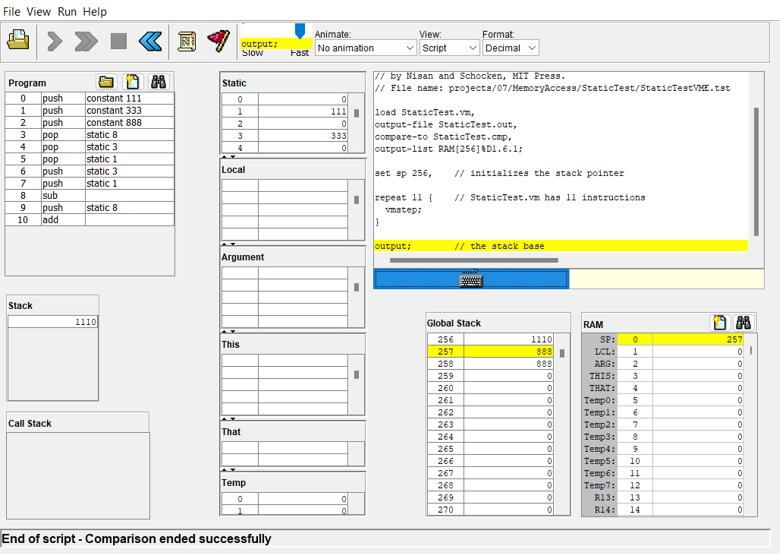 File View Run Help
output;
Slow Fast
Animate:
No animation
View:
Script
Format:
Decimal
Program
0 push constant 111
1 push constant 333
2 push constant 888
3 pop static 8
4 pop static 3
5 pop static 1
6 push static 3
7 push static 1
8 sub
9 push static 8
10 add
Stack
1110
Call Stack
Static
0 0
1 111
2 0
3 333
4 0
Local
Argument
This
That
Temp
0 0
1 0
// by Nisan and Schocken, MIT Press.
// File name: projects/07/MemoryAccess/StaticTest/StaticTestVME.tst
load StaticTest.vm,
output-file StaticTest.out,
compare-to StaticTest.cmp,
output-list RAM[256]%D1.6.1;
set sp 256, // initializes the stack pointer
repeat 11 { // StaticTest.vm has 11 instructions
vmstep;
}
output; // the stack base
Global Stack
256 1110
257 888
258 888
259 0
260 0
261 0
262 0
263 0
264 0
265 0
266 0
267 0
268 0
269 0
270 0
RAM
SP: 0 257
LCL: 1 0
ARG: 2 0
THIS: 3 0
THAT: 4 0
Temp0: 5 0
Temp1: 6 0
Temp2: 7 0
Temp3: 8 0
Temp4: 9 0
Temp5: 10 0
Temp6: 11 0
Temp7: 12 0
R13: 13 0
R14: 14 0
End of script - Comparison ended successfully